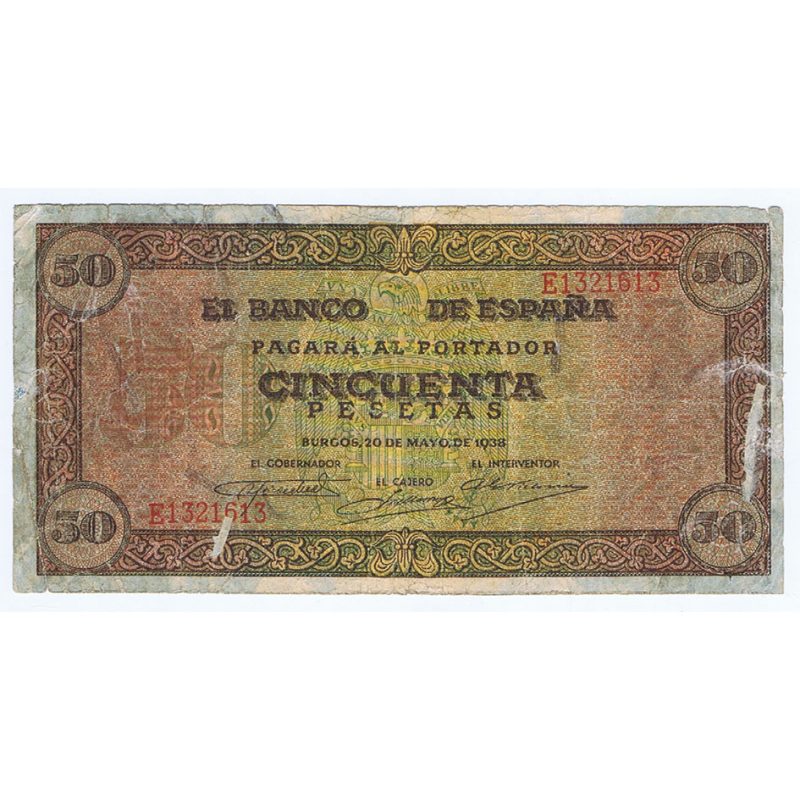 50 50
E1321613
EL BANCO DE ESPAÑA
PAGARÁ AL PORTADOR
CINCUENTA
PESETAS
BURGOS, 20 DE MAYO, DE 1938
EL GOBERNADOR EL CAJERO EL INTERVENTOR
E1321613
50 50